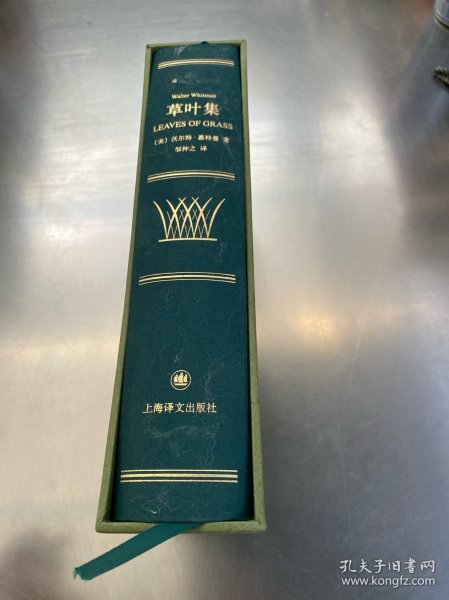 Walter Whitman
草叶集
LEAVES OF GRASS
〔美〕沃尔特·惠特曼 著
邹仲之 译
上海译文出版社
孔夫子旧书网
www.kongfz.com